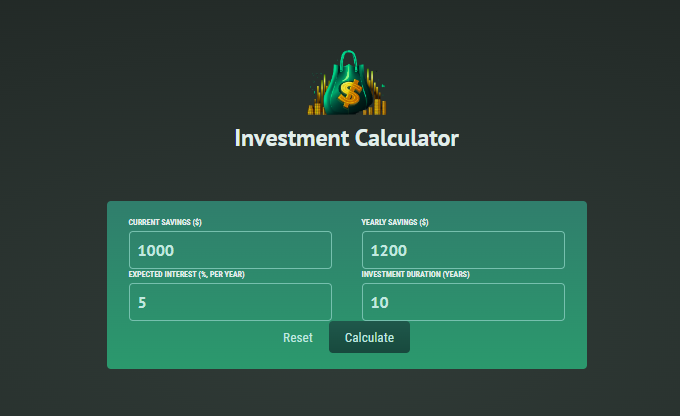 $
Investment Calculator
CURRENT SAVINGS ($) YEARLY SAVINGS ($)
1000 1200
EXPECTED INTEREST (%, PER YEAR) INVESTMENT DURATION (YEARS)
5 10
Reset Calculate